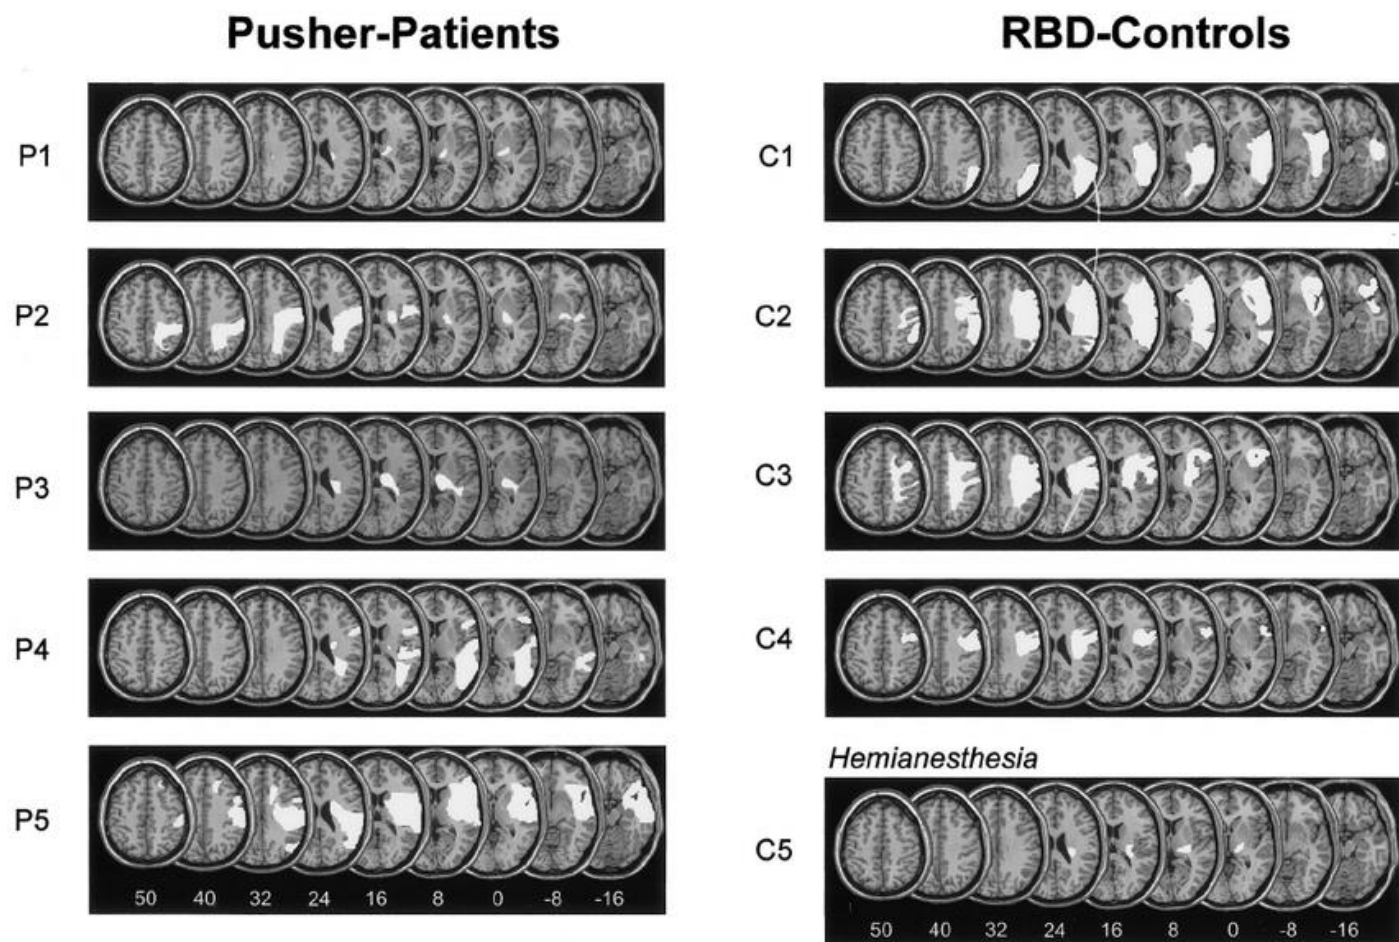 Pusher-Patients
P1
P2
P3
P4
P5
50 40 32 24 16 8 0 -8 -16
RBD-Controls
C1
C2
C3
C4
Hemianesthesia
C5
50 40 32 24 16 8 0 -8 -16